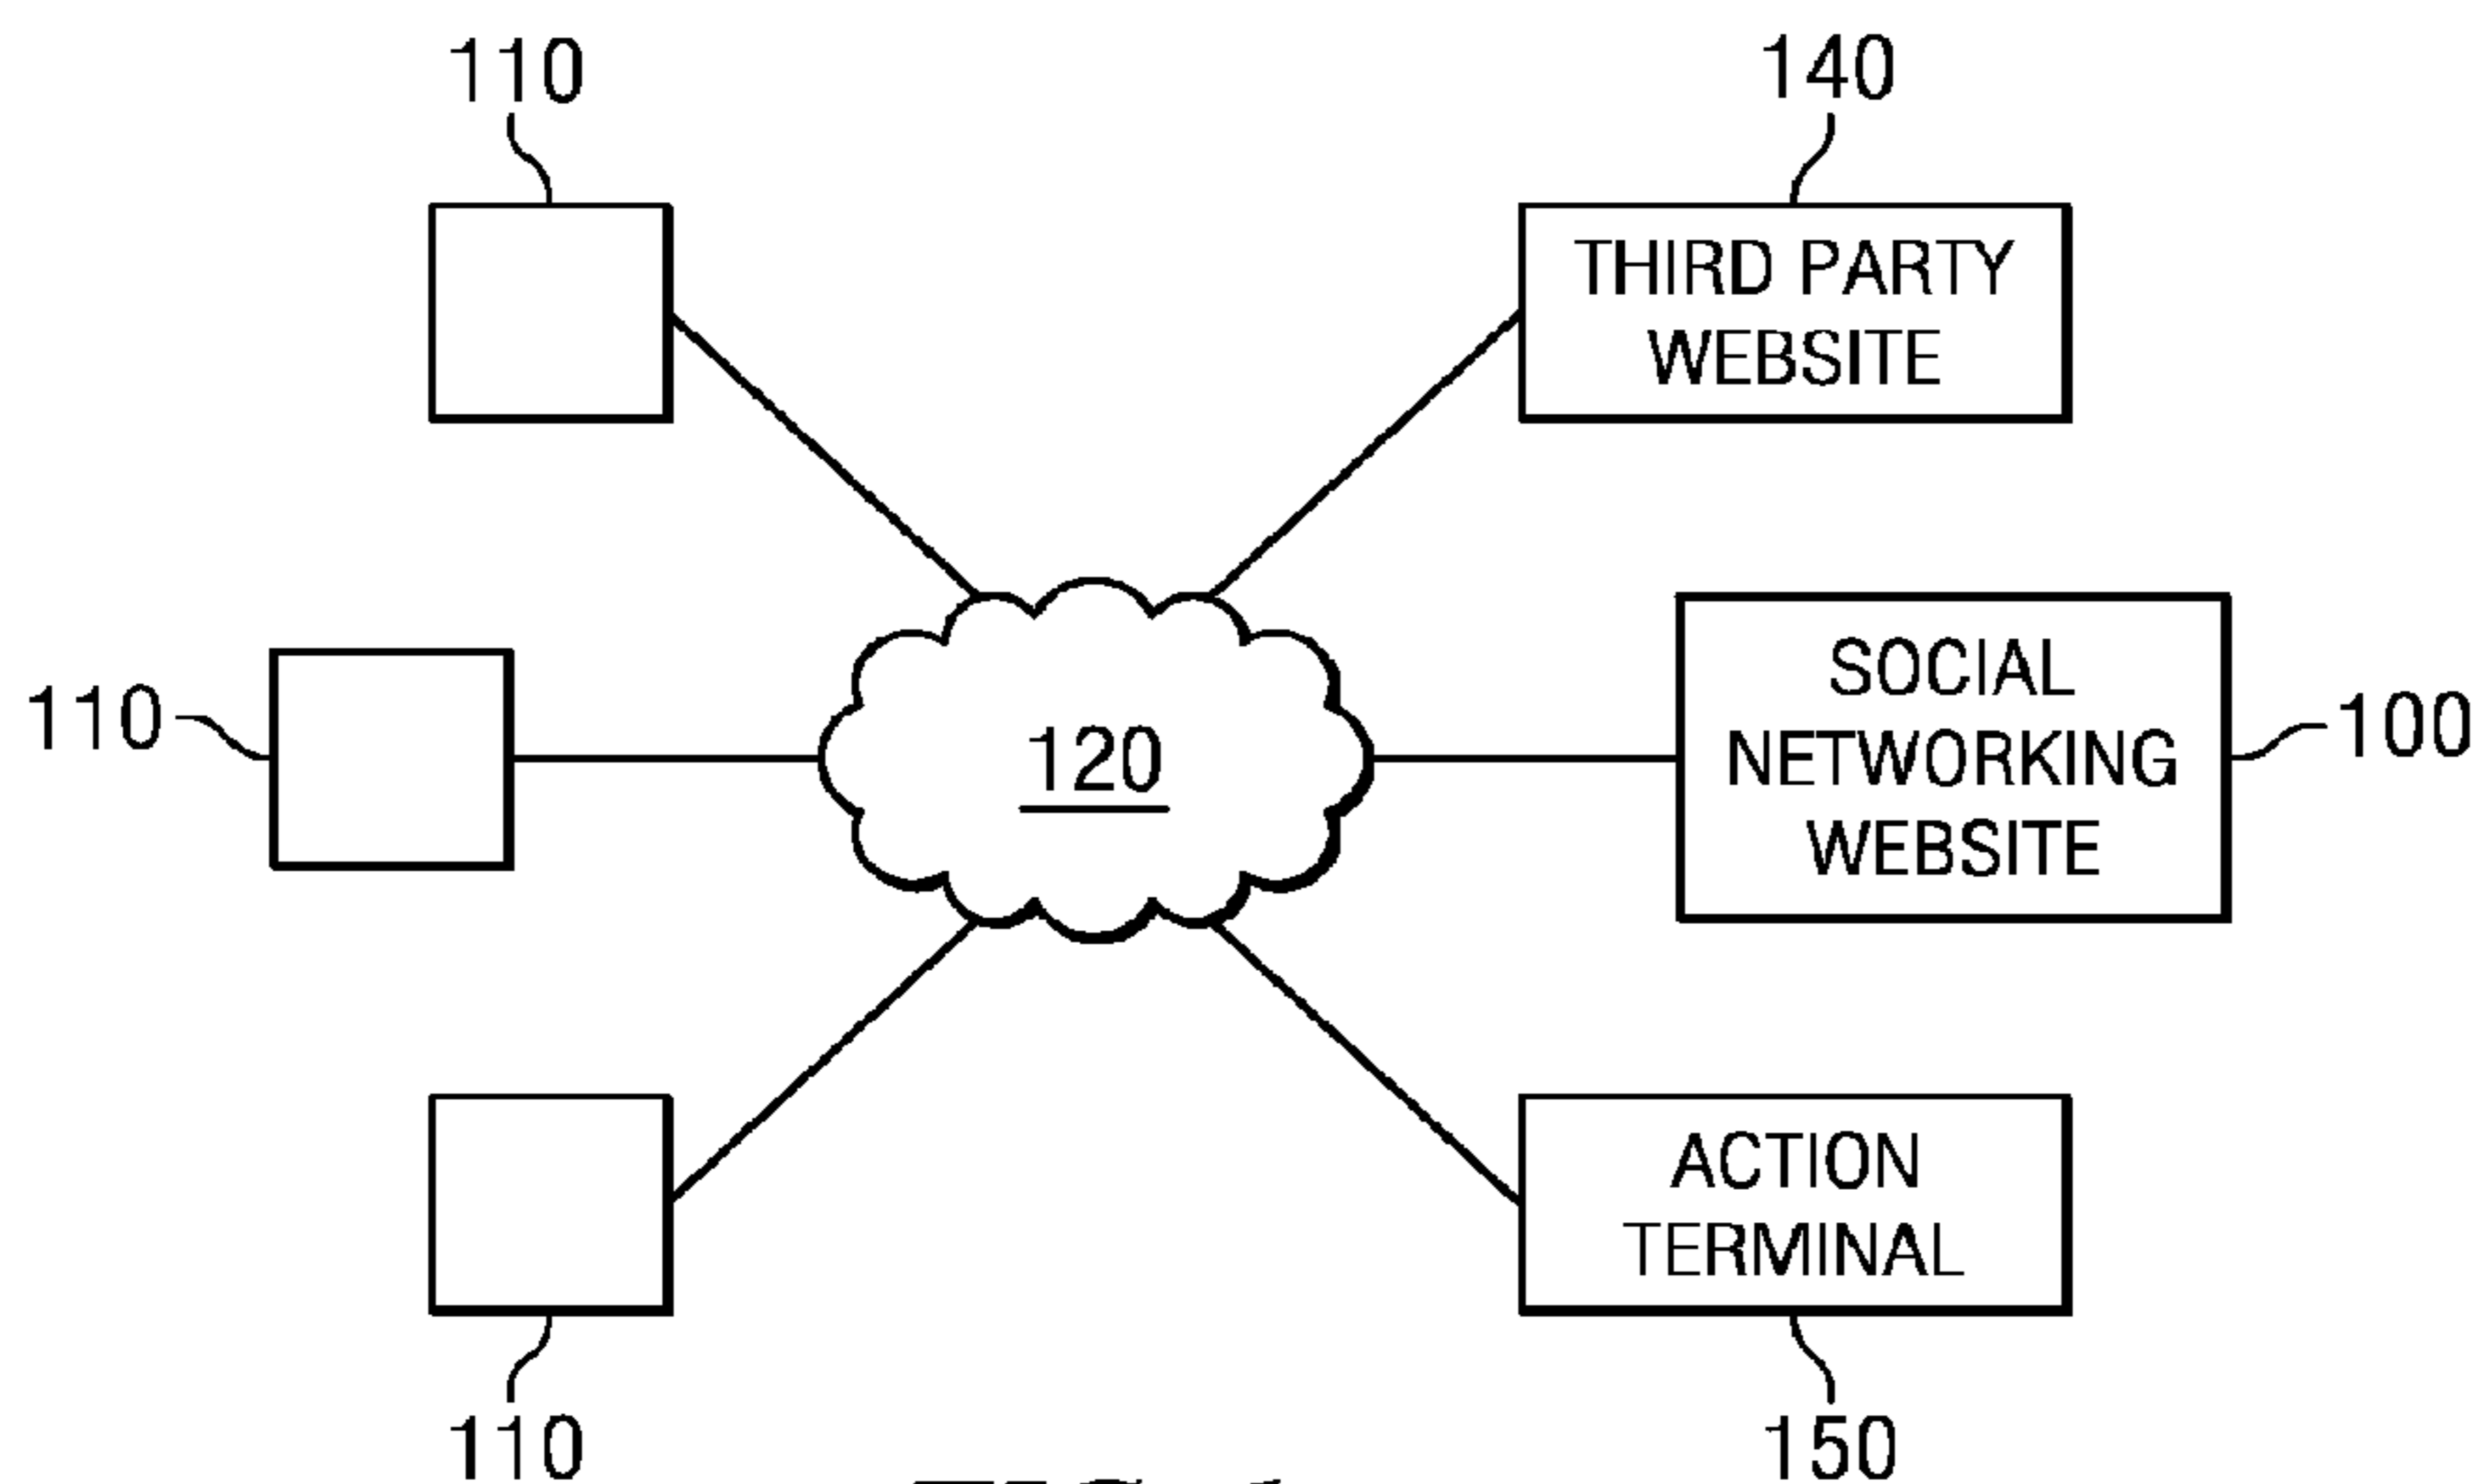 110
140
THIRD PARTY
WEBSITE
110
120
SOCIAL
NETWORKING
WEBSITE
100
ACTION
TERMINAL
110
150